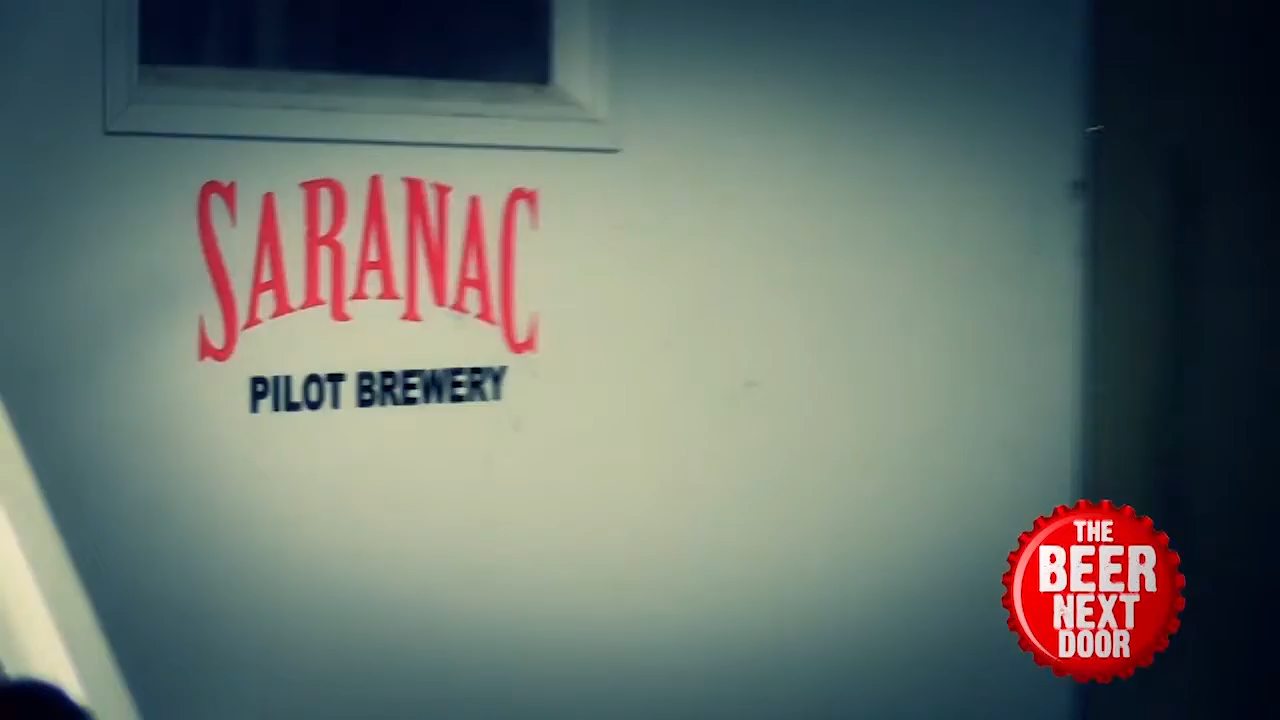 SARANAC
PILOT BREWERY
THE
BEER
NEXT
DOOR